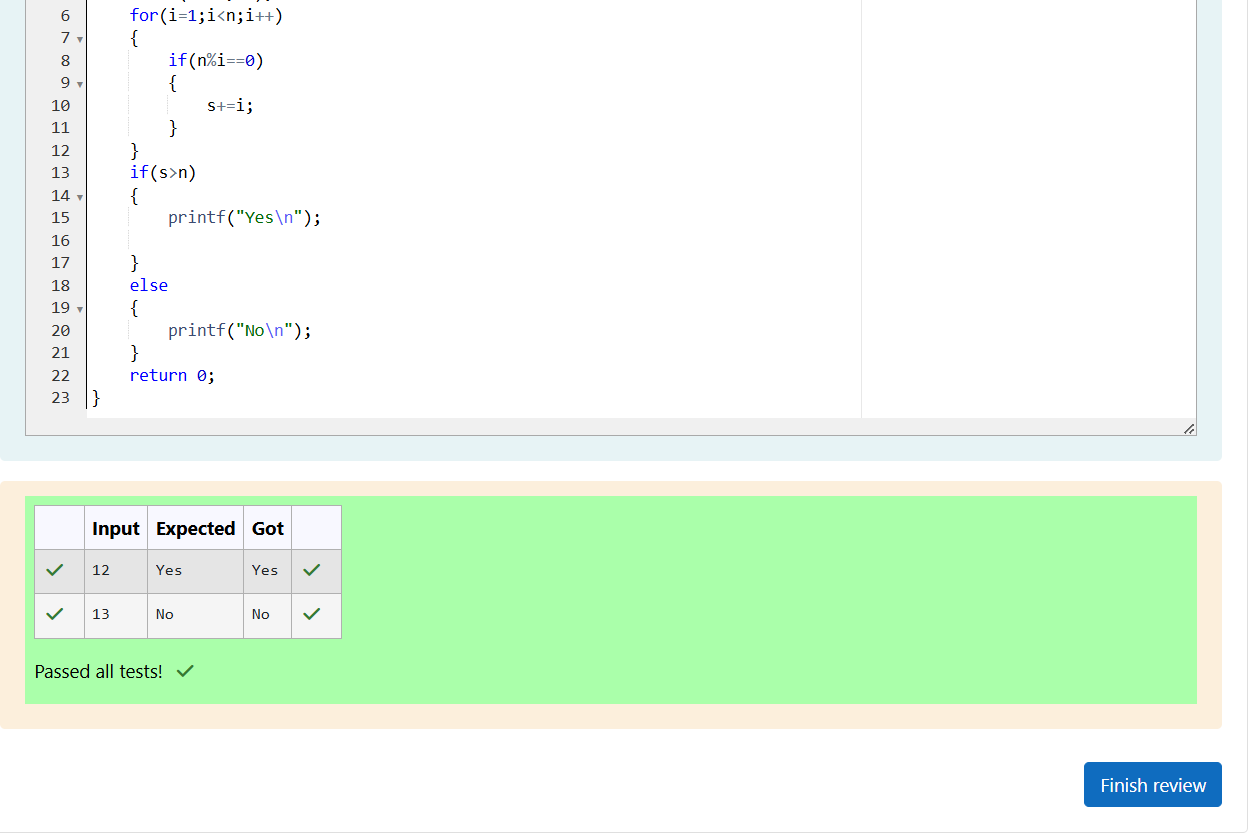 6 for(i=1;i<n;i++)
7 {
8 if(n%i==0)
9 {
10 s+=i;
11 }
12 }
13 if(s>n)
14 {
15 printf("Yes\n");
16
17 }
18 else
19 {
20 printf("No\n");
21 }
22 return 0;
23 }
Input Expected Got
12 Yes Yes
13 No No
Passed all tests!
Finish review